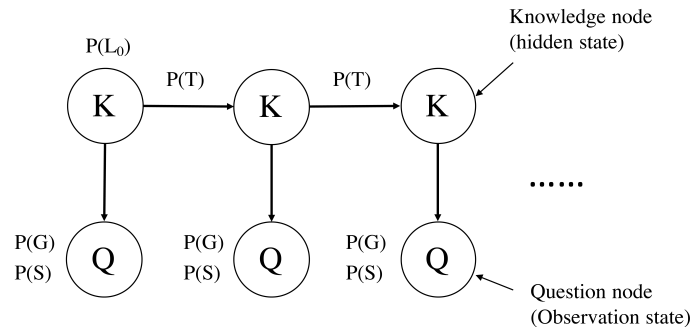 Knowledge node
(hidden state)
P(L₀)
P(T)
P(T)
K
K
K
......
P(G)
P(S)
Q
P(G)
P(S)
Q
P(G)
P(S)
Q
Question node
(Observation state)